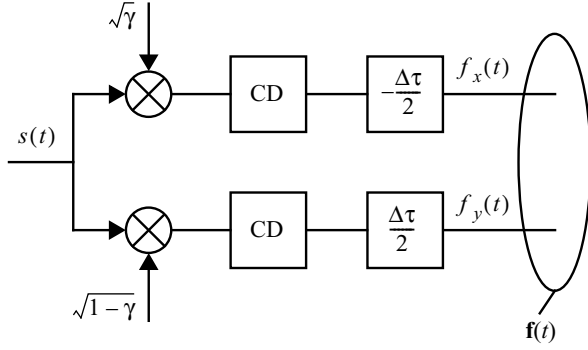 √γ
CD
−Δτ/2
f_x(t)
s(t)
CD
Δτ/2
f_y(t)
√1 − γ
f(t)